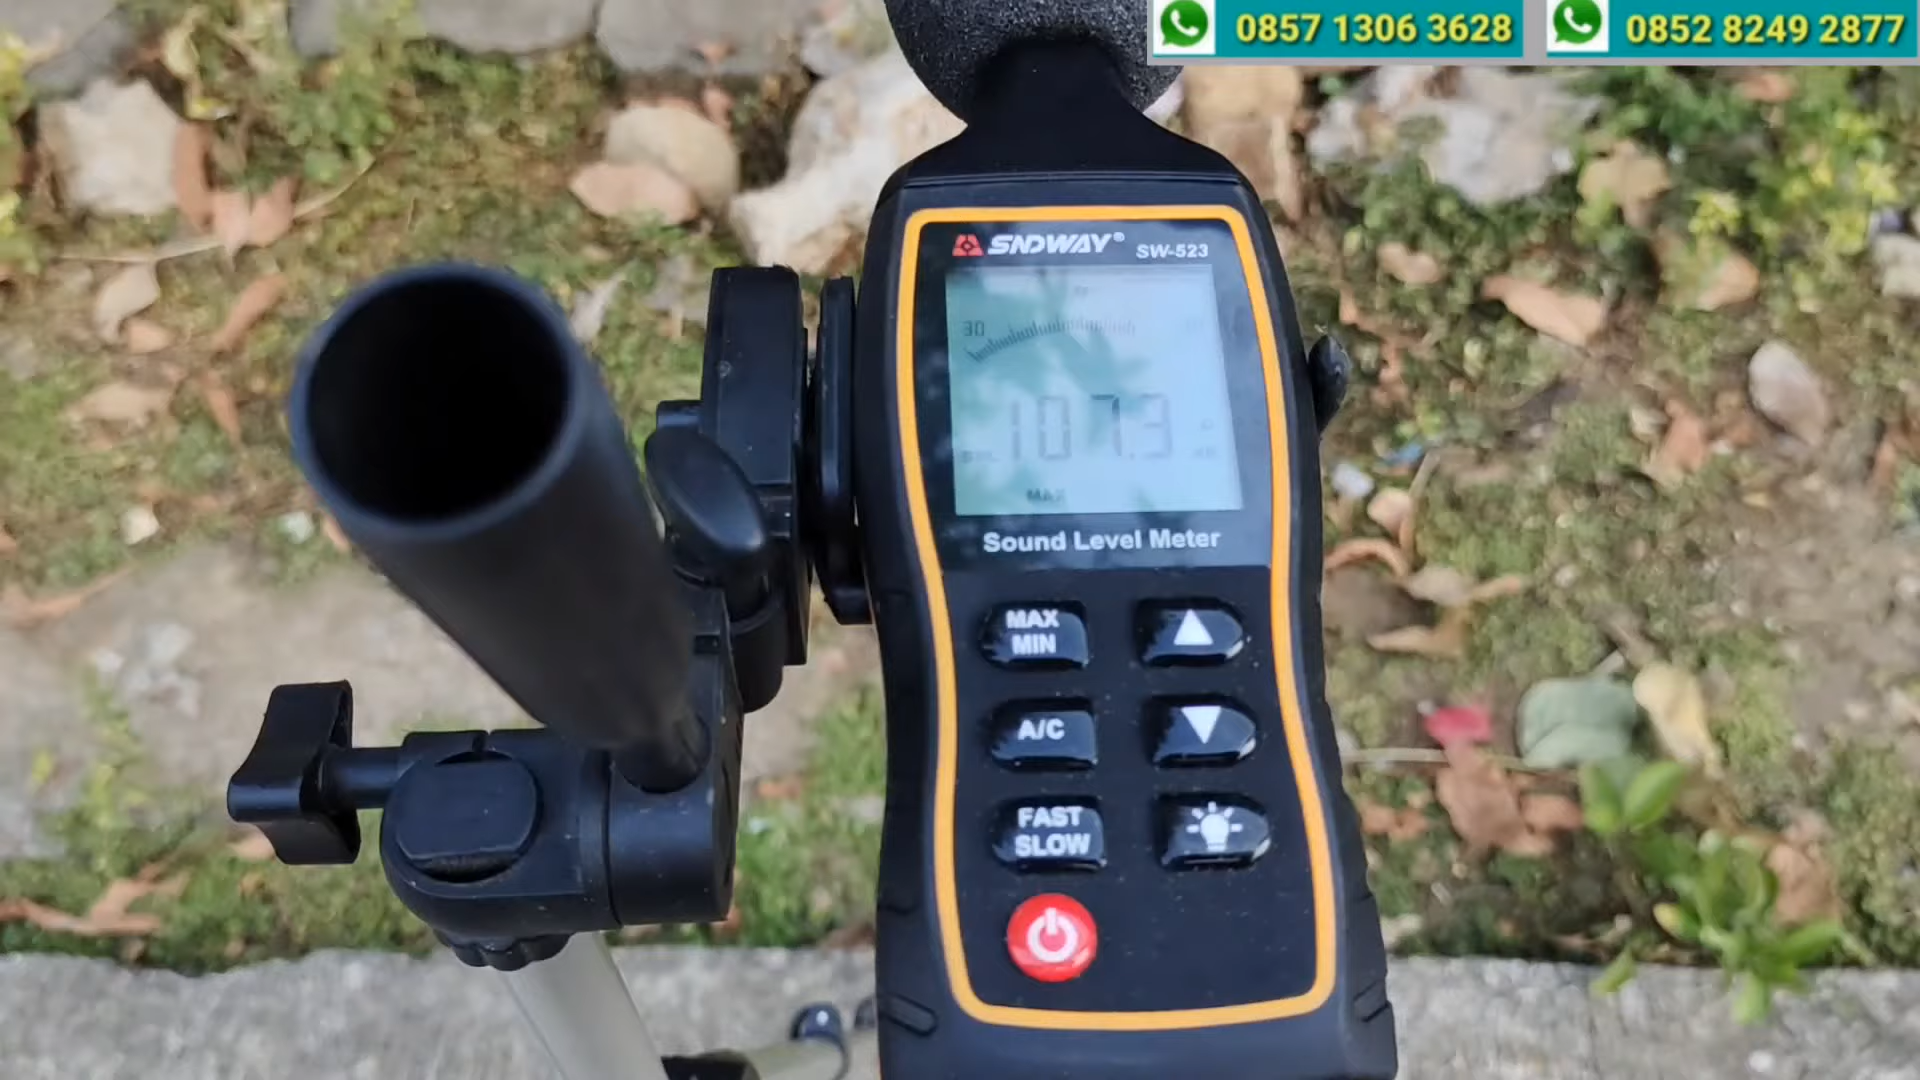 0857 1306 3628
0852 8249 2877
SNDWAY®
SW-523
30
107.3
MAX
Sound Level Meter
MAX
MIN
A/C
FAST
SLOW